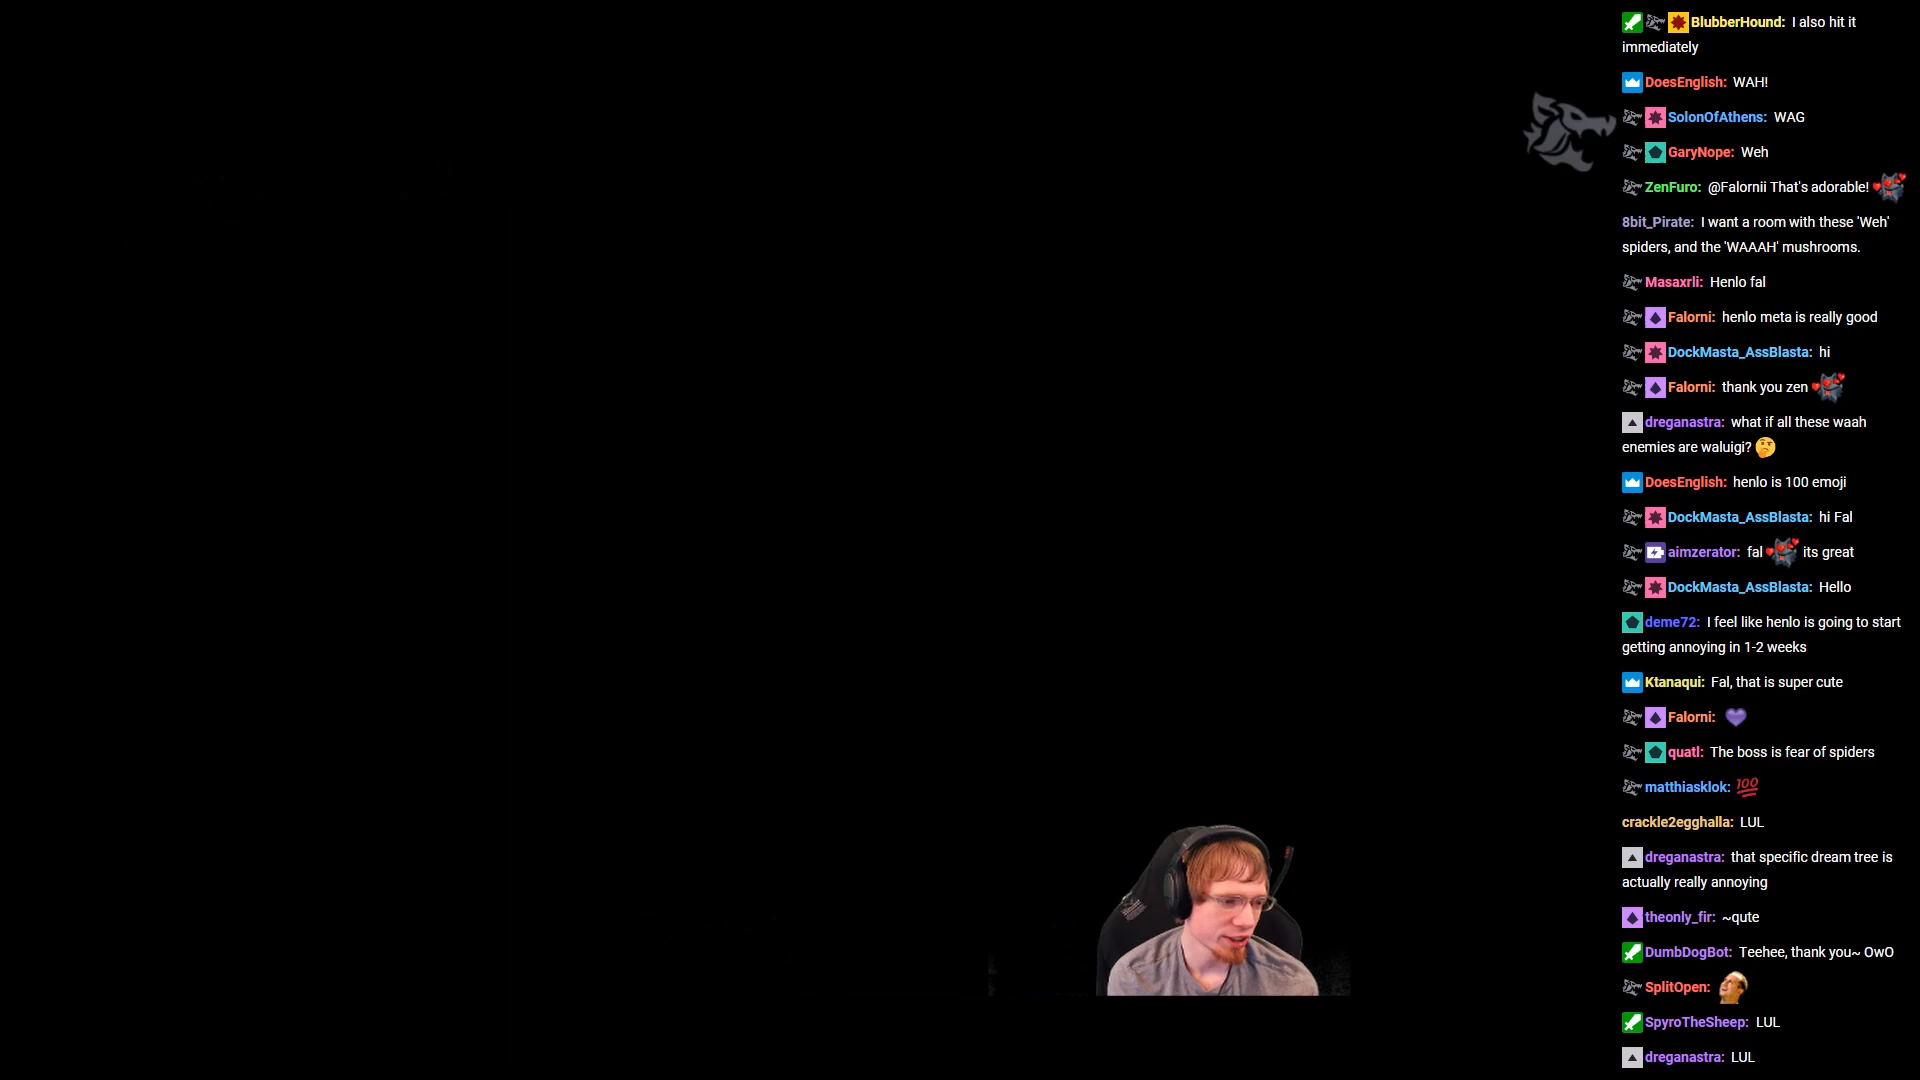 BlubberHound: I also hit it
immediately
DoesEnglish: WAH!
SolonOfAthens: WAG
GaryNope: Weh
ZenFuro: @Falornii That's adorable!
8bit_Pirate: I want a room with these 'Weh'
spiders, and the 'WAAAH' mushrooms.
Masaxrli: Henlo fal
Falorni: henlo meta is really good
DockMasta_AssBlasta: hi
Falorni: thank you zen
dreganastra: what if all these waah
enemies are waluigi? 🤔
DoesEnglish: henlo is 100 emoji
DockMasta_AssBlasta: hi Fal
aimzerator: fal its great
DockMasta_AssBlasta: Hello
deme72: I feel like henlo is going to start
getting annoying in 1-2 weeks
Ktanaqui: Fal, that is super cute
Falorni: 💜
quatl: The boss is fear of spiders
matthiasklok: 💯
crackle2egghalla: LUL
dreganastra: that specific dream tree is
actually really annoying
theonly_fir: ~qute
DumbDogBot: Teehee, thank you~ OwO
SplitOpen:
SpyroTheSheep: LUL
dreganastra: LUL